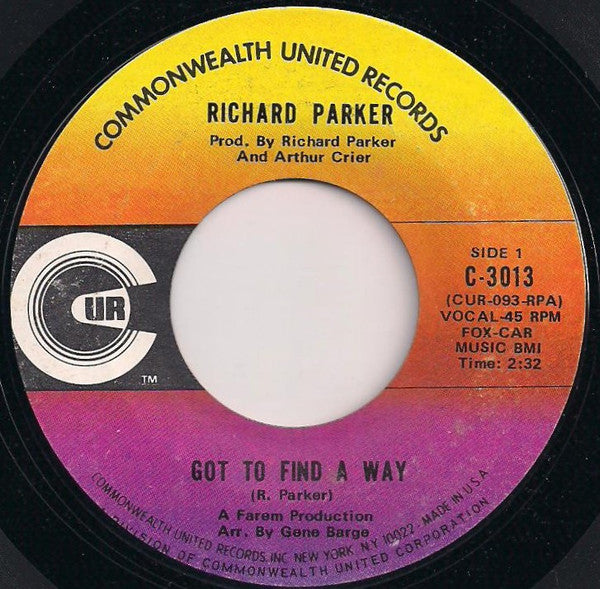 COMMONWEALTH UNITED RECORDS
RICHARD PARKER
Prod. By Richard Parker
And Arthur Crier
SIDE 1
C-3013
(CUR-093-RPA)
VOCAL-45 RPM
FOX-CAR
MUSIC BMI
Time: 2:32
CUR
TM
GOT TO FIND A WAY
(R. Parker)
A Farem Production
Arr. By Gene Barge
COMMONWEALTH UNITED RECORDS, INC. NEW YORK, N.Y. 10022 - MADE IN U.S.A.
A DIVISION OF COMMONWEALTH UNITED CORPORATION